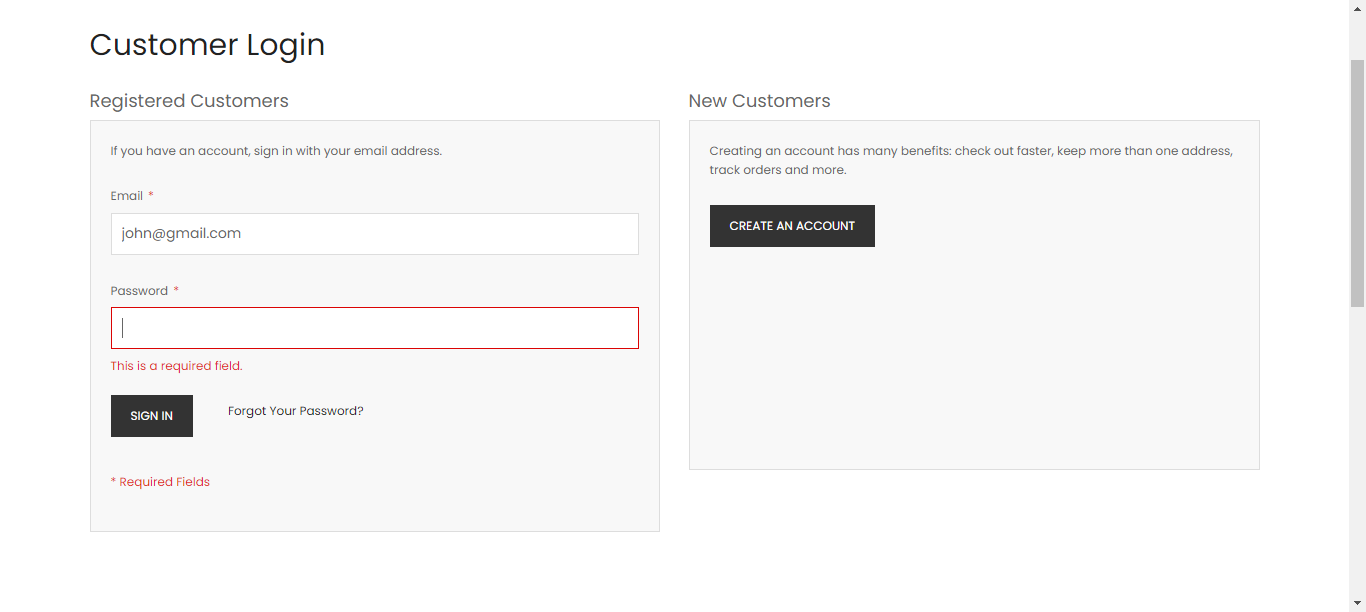 Customer Login
Registered Customers
If you have an account, sign in with your email address.
Email *
john@gmail.com
Password *
This is a required field.
SIGN IN
Forgot Your Password?
* Required Fields
New Customers
Creating an account has many benefits: check out faster, keep more than one address,
track orders and more.
CREATE AN ACCOUNT